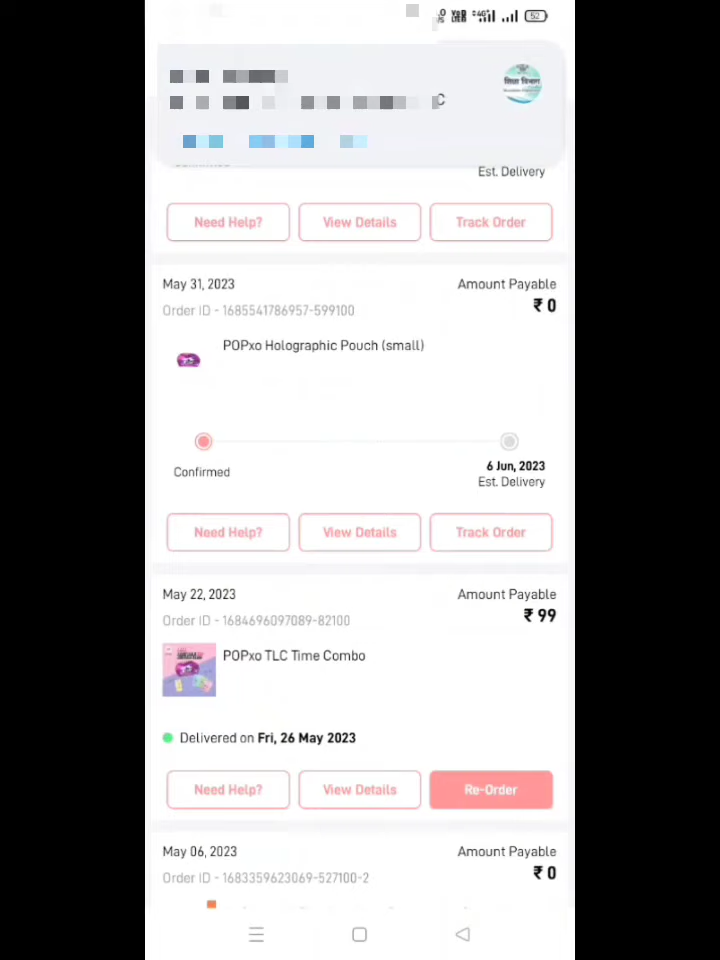 52
शिक्षा विभाग
Est. Delivery
Need Help? View Details Track Order
May 31, 2023 Amount Payable
Order ID - 1685541786957-599100 ₹ 0
POPxo Holographic Pouch (small)
Confirmed 6 Jun, 2023
Est. Delivery
Need Help? View Details Track Order
May 22, 2023 Amount Payable
Order ID - 1684696097089-82100 ₹ 99
POPxo TLC Time Combo
Delivered on Fri, 26 May 2023
Need Help? View Details Re-Order
May 06, 2023 Amount Payable
Order ID - 1683359623069-527100-2 ₹ 0